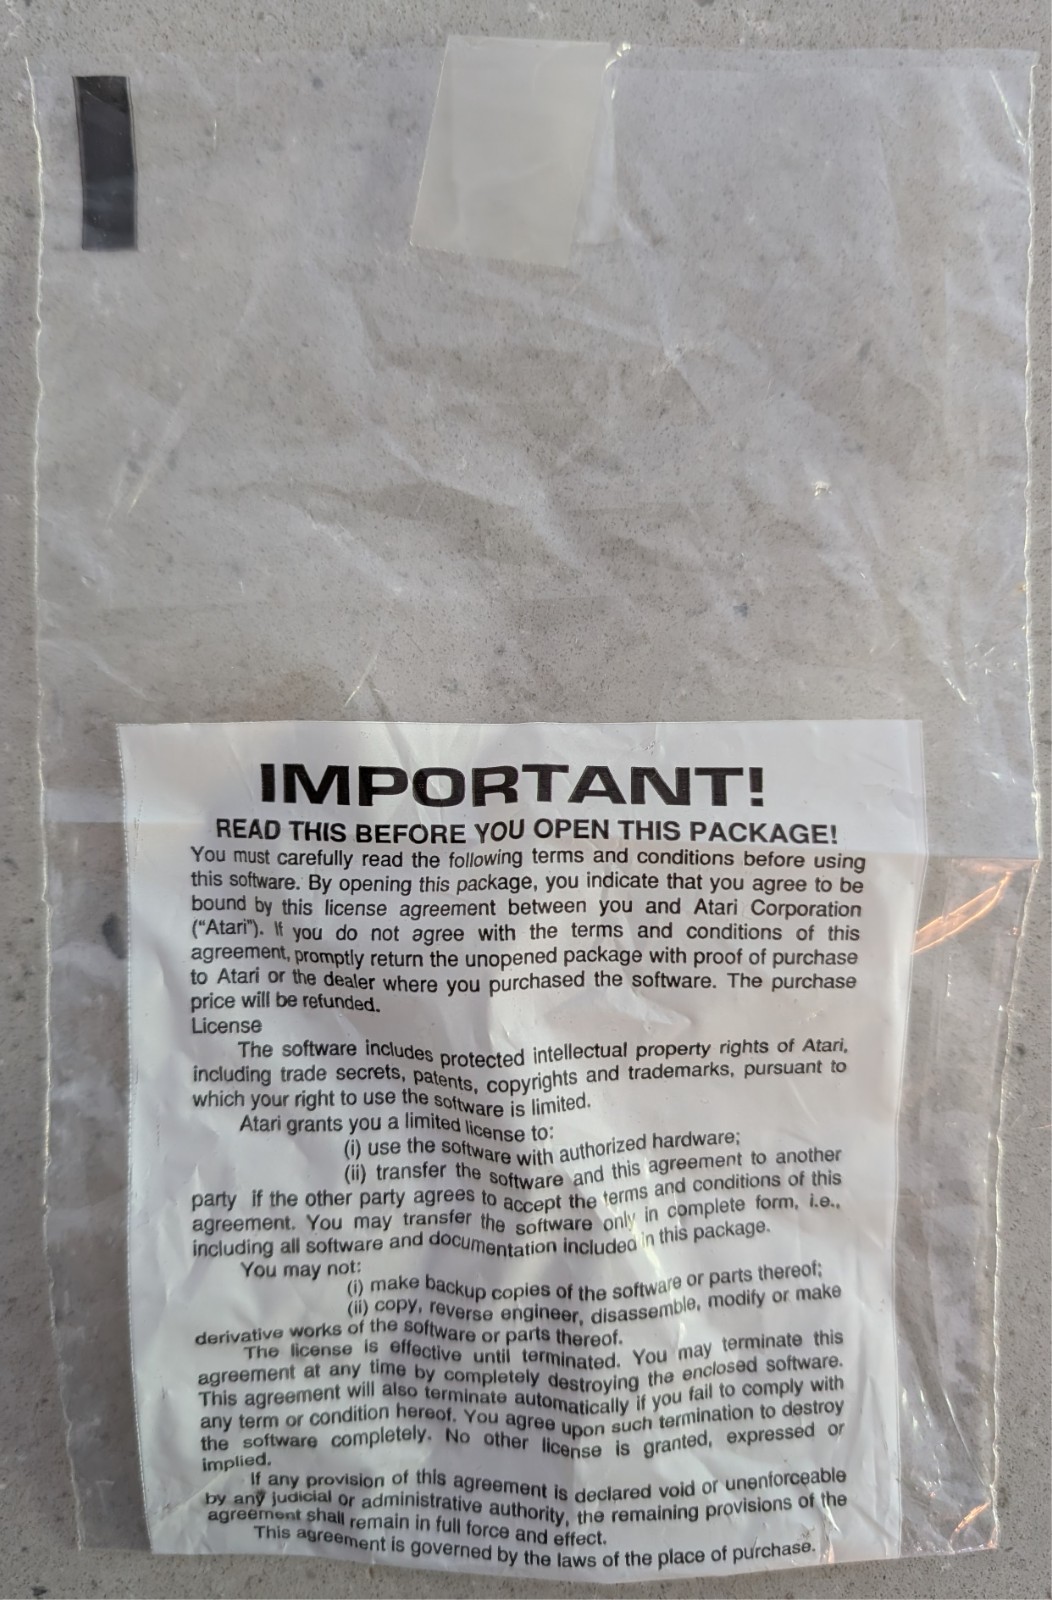 IMPORTANT!
READ THIS BEFORE YOU OPEN THIS PACKAGE!
You must carefully read the following terms and conditions before using
this software. By opening this package, you indicate that you agree to be
bound by this license agreement between you and Atari Corporation
("Atari"). If you do not agree with the terms and conditions of this
agreement, promptly return the unopened package with proof of purchase
to Atari or the dealer where you purchased the software. The purchase
price will be refunded.
License
The software includes protected intellectual property rights of Atari,
including trade secrets, patents, copyrights and trademarks, pursuant to
which your right to use the software is limited.
Atari grants you a limited license to:
(i) use the software with authorized hardware;
(ii) transfer the software and this agreement to another
party if the other party agrees to accept the terms and conditions of this
agreement. You may transfer the software only in complete form, i.e.,
including all software and documentation included in this package.
You may not:
(i) make backup copies of the software or parts thereof;
(ii) copy, reverse engineer, disassemble, modify or make
derivative works of the software or parts thereof.
The license is effective until terminated. You may terminate this
agreement at any time by completely destroying the enclosed software.
This agreement will also terminate automatically if you fail to comply with
any term or condition hereof. You agree upon such termination to destroy
the software completely. No other license is granted, expressed or
implied.
If any provision of this agreement is declared void or unenforceable
by any judicial or administrative authority, the remaining provisions of the
agreement shall remain in full force and effect.
This agreement is governed by the laws of the place of purchase.